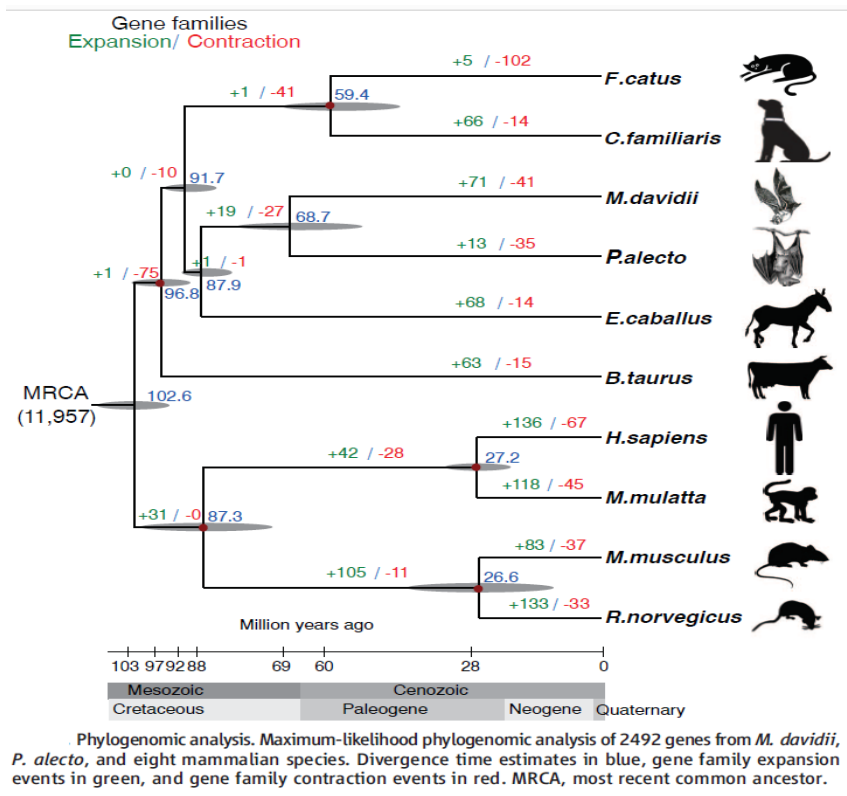 Gene families
Expansion/ Contraction
+5 / -102
F.catus
+1 / -41
59.4
+66 / -14
C.familiaris
+0 / -10
91.7
+71 / -41
M.davidii
+19 / -27
68.7
+13 / -35
P.alecto
+1 / -1
+1 / -75
96.8
87.9
+68 / -14
E.caballus
+63 / -15
B.taurus
MRCA
(11,957)
102.6
+136 / -67
H.sapiens
+42 / -28
27.2
+118 / -45
M.mulatta
+31 / -0
87.3
+83 / -37
M.musculus
+105 / -11
26.6
+133 / -33
R.norvegicus
Million years ago
103 97 92 88 69 60 28 0
Mesozoic Cenozoic
Cretaceous Paleogene Neogene Quaternary
Phylogenomic analysis. Maximum-likelihood phylogenomic analysis of 2492 genes from M. davidii,
P. alecto, and eight mammalian species. Divergence time estimates in blue, gene family expansion
events in green, and gene family contraction events in red. MRCA, most recent common ancestor.